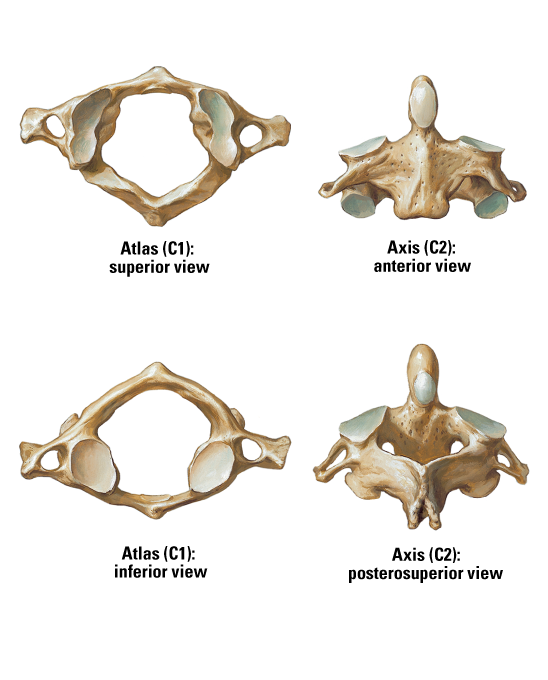 Atlas (C1):
superior view
Axis (C2):
anterior view
Atlas (C1):
inferior view
Axis (C2):
posterosuperior view